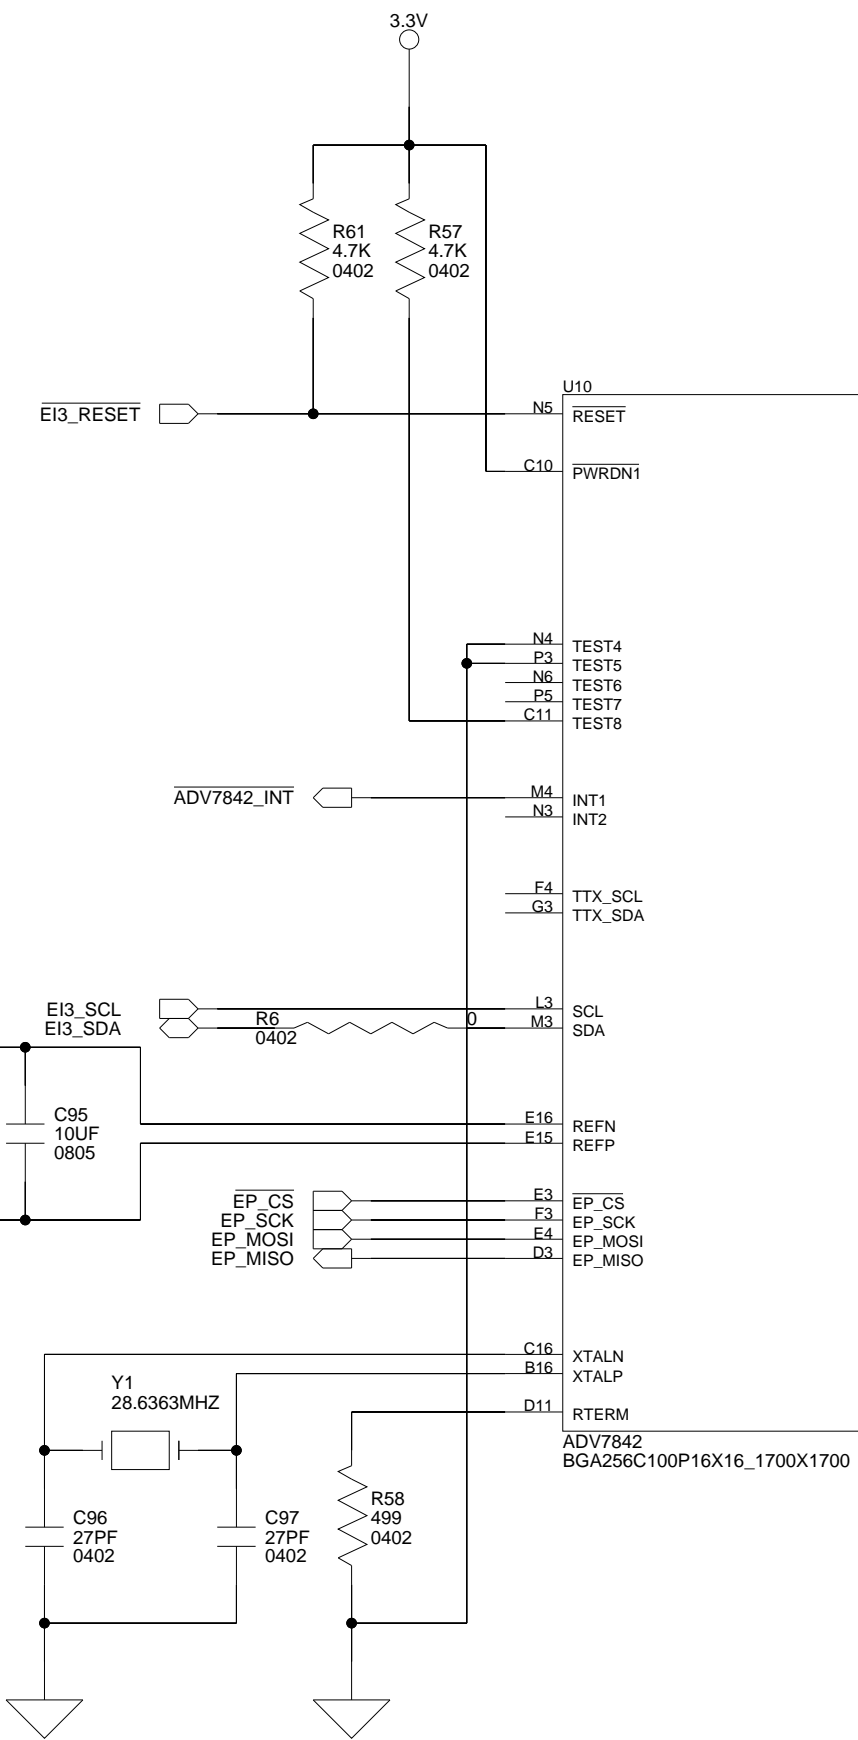 3.3V
R61
4.7K
0402
R57
4.7K
0402
U10
EI3_RESET
N5
RESET
C10
PWRDN1
N4
TEST4
P3
TEST5
N6
TEST6
P5
TEST7
C11
TEST8
ADV7842_INT
M4
INT1
N3
INT2
F4
TTX_SCL
G3
TTX_SDA
EI3_SCL
L3
SCL
EI3_SDA
R6
0402
0
M3
SDA
C95
10UF
0805
E16
REFN
E15
REFP
EP_CS
E3
EP_CS
EP_SCK
F3
EP_SCK
EP_MOSI
E4
EP_MOSI
EP_MISO
D3
EP_MISO
C16
XTALN
B16
XTALP
Y1
28.6363MHZ
D11
RTERM
ADV7842
BGA256C100P16X16_1700X1700
C96
27PF
0402
C97
27PF
0402
R58
499
0402